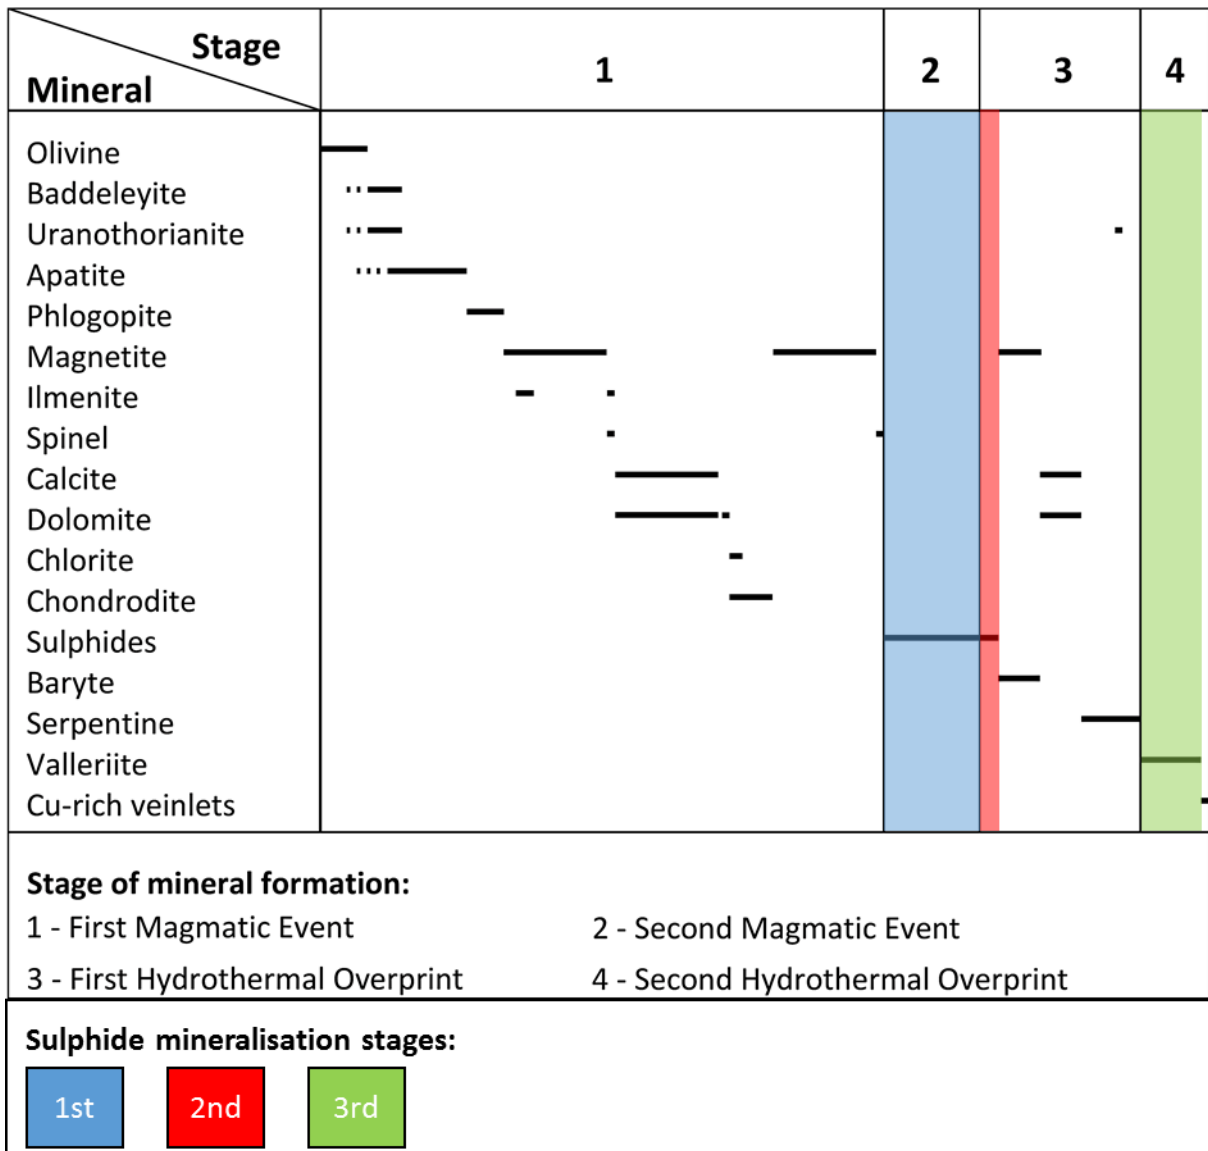 Stage
Mineral
1 2 3 4
Olivine
Baddeleyite
Uranothorianite
Apatite
Phlogopite
Magnetite
Ilmenite
Spinel
Calcite
Dolomite
Chlorite
Chondrodite
Sulphides
Baryte
Serpentine
Valleriite
Cu-rich veinlets
Stage of mineral formation:
1 - First Magmatic Event 2 - Second Magmatic Event
3 - First Hydrothermal Overprint 4 - Second Hydrothermal Overprint
Sulphide mineralisation stages:
1st 2nd 3rd